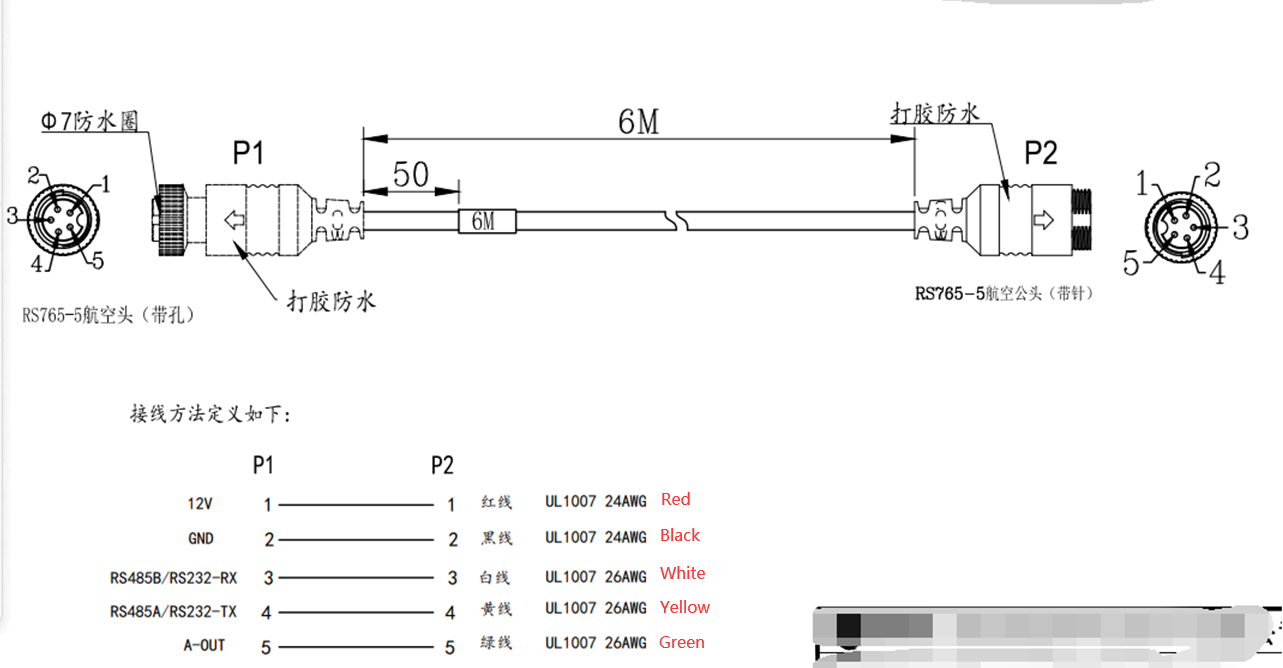 6M
Φ7防水圈
打胶防水
P1
P2
50
2
1
3
4
5
6M
1
2
3
5
4
打胶防水
RS765-5航空头（带孔）
RS765-5航空公头（带针）
接线方法定义如下:
P1 P2
12V 1 1 红线 UL1007 24AWG Red
GND 2 2 黑线 UL1007 24AWG Black
RS485B/RS232-RX 3 3 白线 UL1007 26AWG White
RS485A/RS232-TX 4 4 黄线 UL1007 26AWG Yellow
A-OUT 5 5 绿线 UL1007 26AWG Green